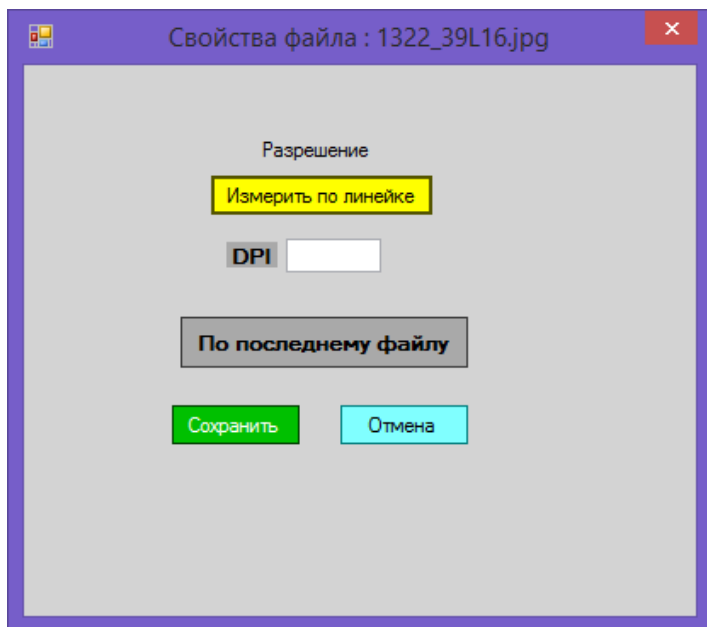 Свойства файла : 1322_39L16.jpg
Разрешение
Измерить по линейке
DPI
По последнему файлу
Сохранить Отмена